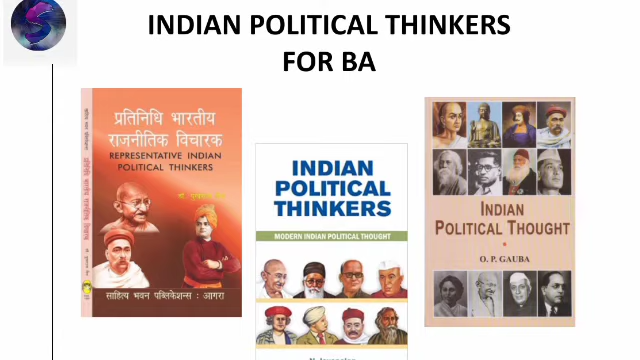 INDIAN POLITICAL THINKERS
FOR BA
प्रतिनिधि भारतीय
राजनीतिक विचारक
REPRESENTATIVE INDIAN
POLITICAL THINKERS
साहित्य भवन पब्लिकेशन्स : आगरा
INDIAN
POLITICAL
THINKERS
MODERN INDIAN POLITICAL THOUGHT
INDIAN
POLITICAL THOUGHT
O. P. GAUBA